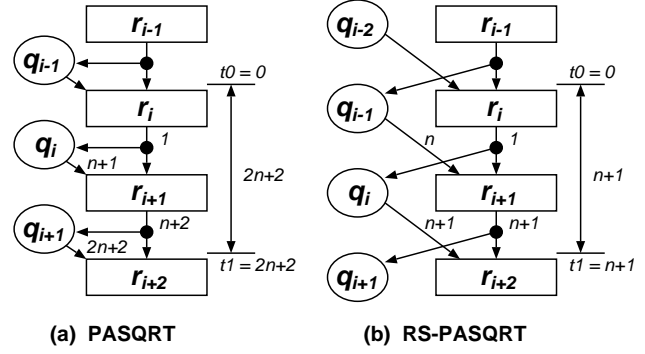 r_{i-1}
q_{i-1}
t0 = 0
r_i
q_i
1
n+1
r_{i+1}
2n+2
q_{i+1}
n+2
2n+2
t1 = 2n+2
r_{i+2}
(a) PASQRT
q_{i-2}
r_{i-1}
t0 = 0
q_{i-1}
r_i
n
1
q_i
r_{i+1}
n+1
n+1
n+1
q_{i+1}
t1 = n+1
r_{i+2}
(b) RS-PASQRT